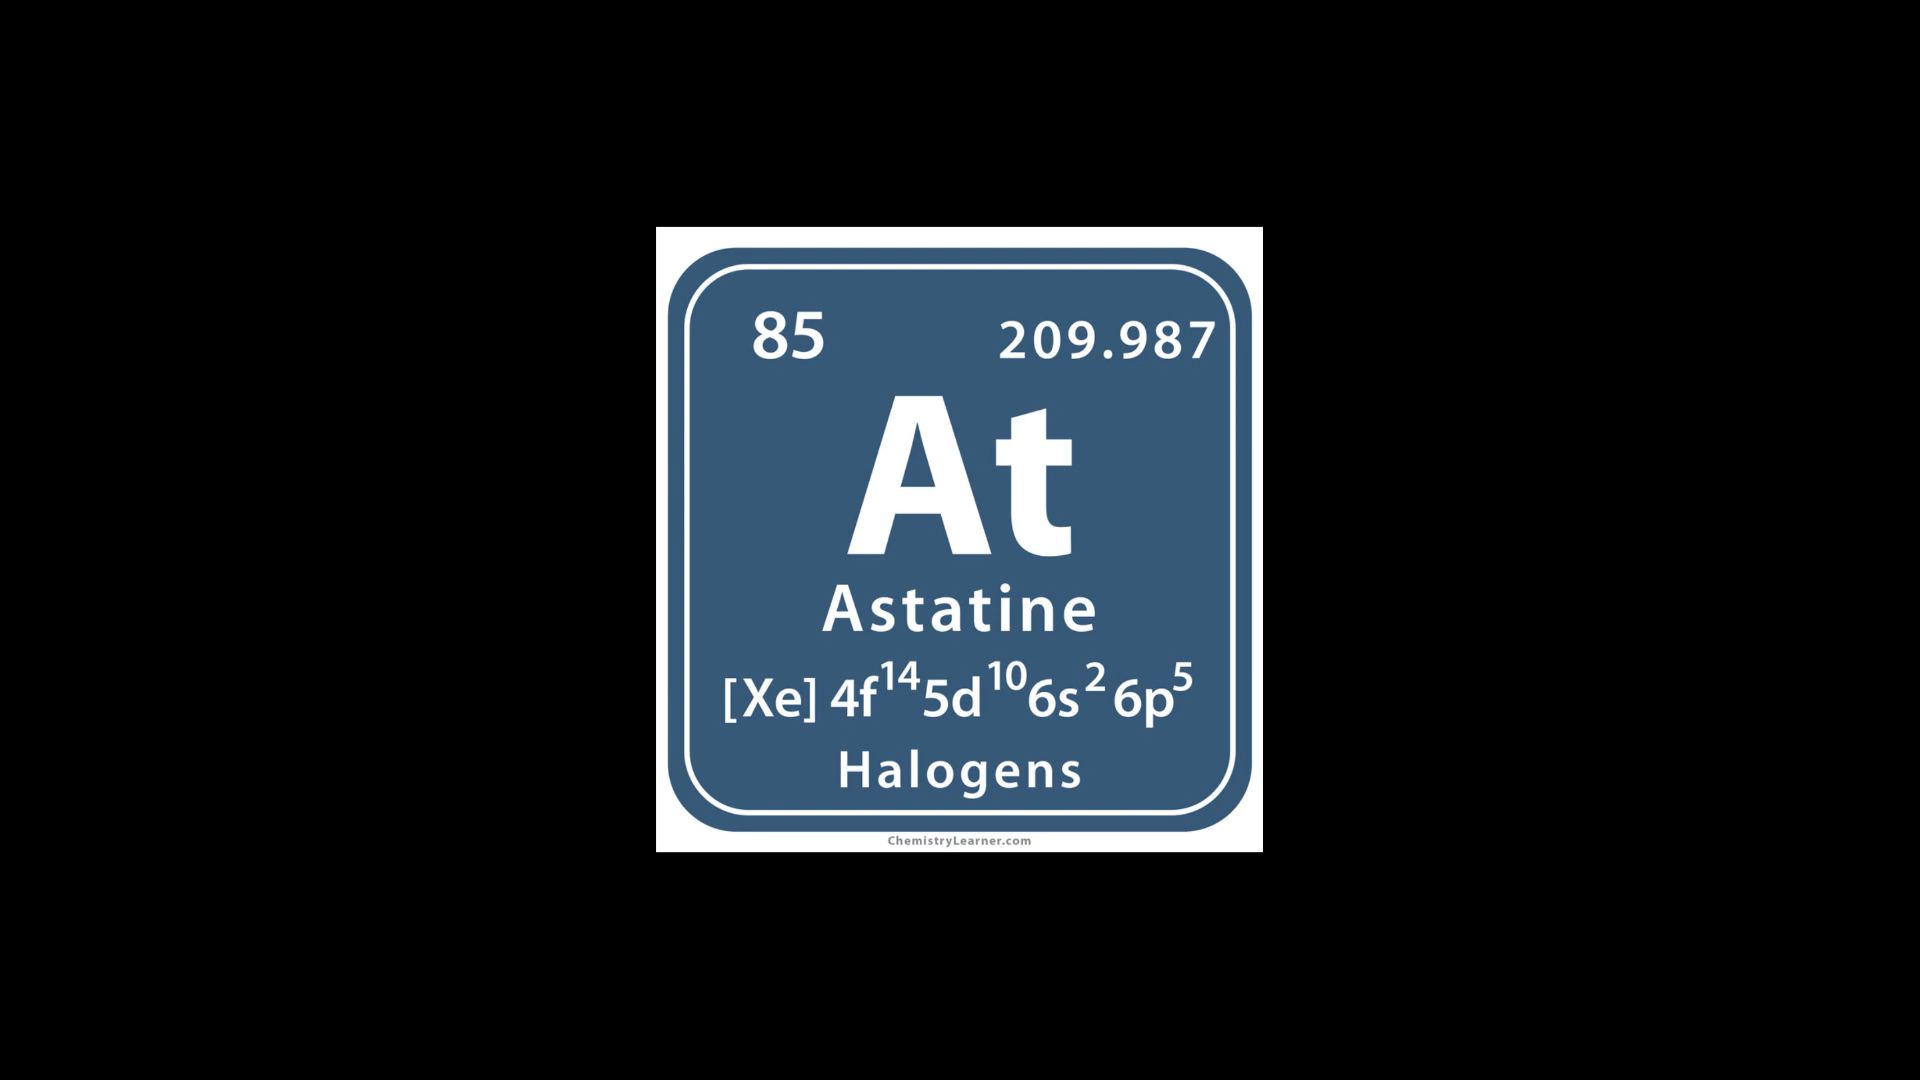 85 209.987
At
Astatine
[Xe] 4f¹⁴5d¹⁰6s²6p⁵
Halogens
ChemistryLearner.com